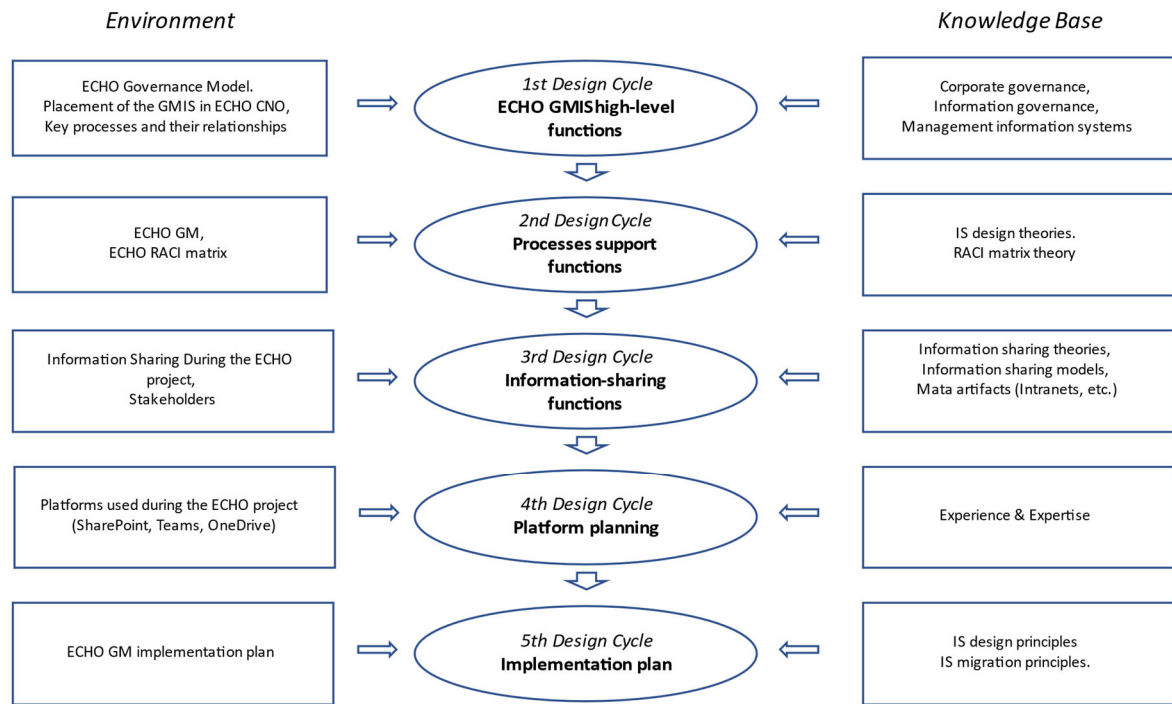 Environment
Knowledge Base
ECHO Governance Model.
Placement of the GMIS in ECHO CNO,
Key processes and their relationships
1st Design Cycle
ECHO GMIS high-level
functions
Corporate governance,
Information governance,
Management information systems
ECHO GM,
ECHO RACI matrix
2nd Design Cycle
Processes support
functions
IS design theories.
RACI matrix theory
Information Sharing During the ECHO
project,
Stakeholders
3rd Design Cycle
Information-sharing
functions
Information sharing theories,
Information sharing models,
Mata artifacts (Intranets, etc.)
Platforms used during the ECHO project
(SharePoint, Teams, OneDrive)
4th Design Cycle
Platform planning
Experience & Expertise
ECHO GM implementation plan
5th Design Cycle
Implementation plan
IS design principles
IS migration principles.